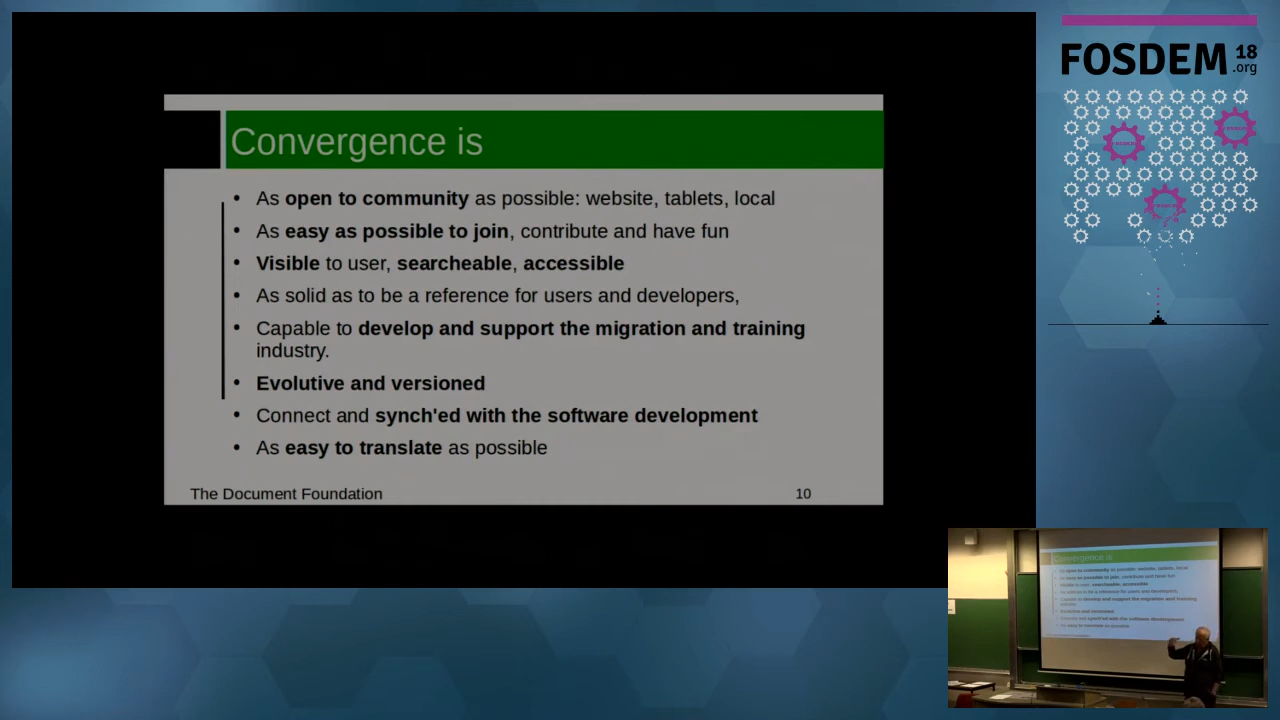 Convergence is
• As open to community as possible: website, tablets, local
• As easy as possible to join, contribute and have fun
• Visible to user, searcheable, accessible
• As solid as to be a reference for users and developers,
• Capable to develop and support the migration and training
industry.
• Evolutive and versioned
• Connect and synch'ed with the software development
• As easy to translate as possible
The Document Foundation
10
FOSDEM 18
.org